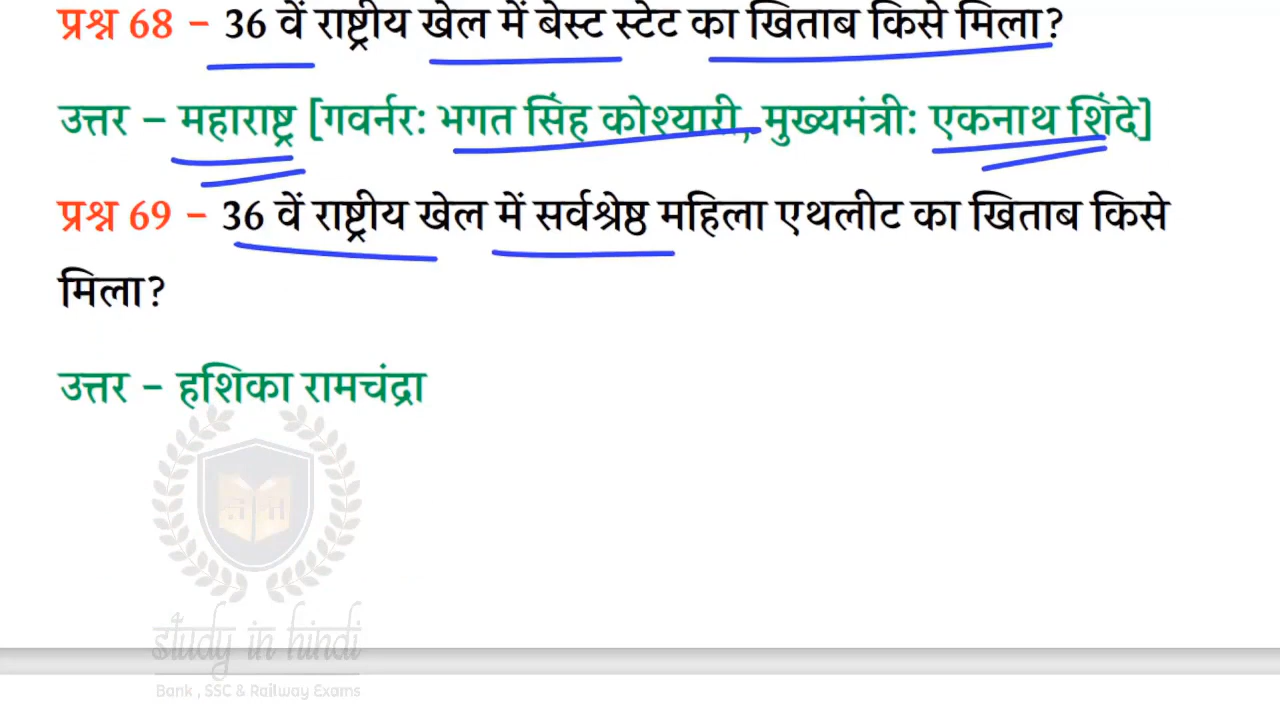 प्रश्न 68 – 36 वें राष्ट्रीय खेल में बेस्ट स्टेट का खिताब किसे मिला?
उत्तर – महाराष्ट्र [गवर्नर: भगत सिंह कोश्यारी, मुख्यमंत्री: एकनाथ शिंदे]
प्रश्न 69 – 36 वें राष्ट्रीय खेल में सर्वश्रेष्ठ महिला एथलीट का खिताब किसे
मिला?
उत्तर – हशिका रामचंद्रा
study in hindi
Bank , SSC & Railway Exams